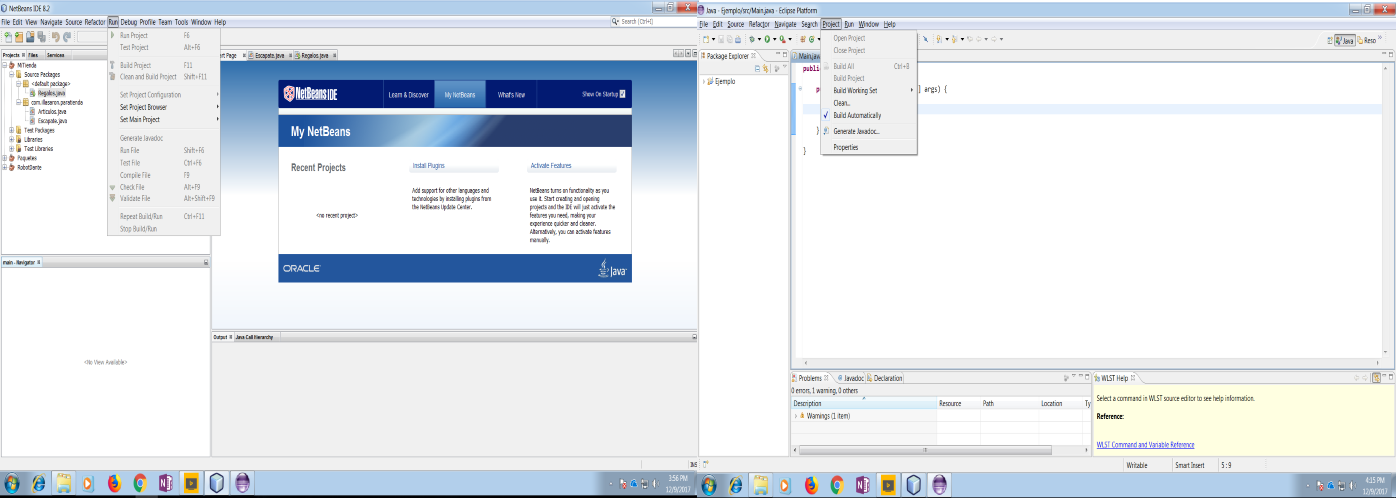 NetBeans IDE 8.2
File Edit View Navigate Source Refactor Run Debug Profile Team Tools Window Help
Search (Ctrl+I)
Projects Files Services
MiTienda
Source Packages
<default package>
Regalos.java
com.illasaron.paratienda
Articulos.java
Escapate.java
Test Packages
Libraries
Test Libraries
Paquetes
RobotDante
Run Project F6
Test Project Alt+F6
Build Project F11
Clean and Build Project Shift+F11
Set Project Configuration
Set Project Browser
Set Main Project
Generate Javadoc
Run File Shift+F6
Test File Ctrl+F6
Compile File F9
Check File Alt+F9
Validate File Alt+Shift+F9
Repeat Build/Run Ctrl+F11
Stop Build/Run
rt Page Escapate.java Regalos.java
NetBeans IDE
Learn & Discover My NetBeans What's New Show On Startup
My NetBeans
Recent Projects
<no recent project>
Install Plugins
Add support for other languages and
technologies by installing plugins from
the NetBeans Update Center.
Activate Features
NetBeans turns on functionality as you
use it. Start creating and opening
projects and the IDE will just activate the
features you need, making your
experience quicker and cleaner.
Alternatively, you can activate features
manually.
ORACLE
Java
main - Navigator
<No View Available>
Output Java Call Hierarchy
INS
3:56 PM
12/9/2017
Java - Ejemplo/src/Main.java - Eclipse Platform
File Edit Source Refactor Navigate Search Project Run Window Help
Java Reso
Package Explorer
Ejemplo
Main.jav
public
] args) {
}
}
Open Project
Close Project
Build All Ctrl+B
Build Project
Build Working Set
Clean...
Build Automatically
Generate Javadoc...
Properties
Problems Javadoc Declaration
0 errors, 1 warning, 0 others
Description Resource Path Location Ty
Warnings (1 item)
WLST Help
Select a command in WLST source editor to see help information.
Reference:
WLST Command and Variable Reference
Writable Smart Insert 5 : 9
4:15 PM
12/9/2017